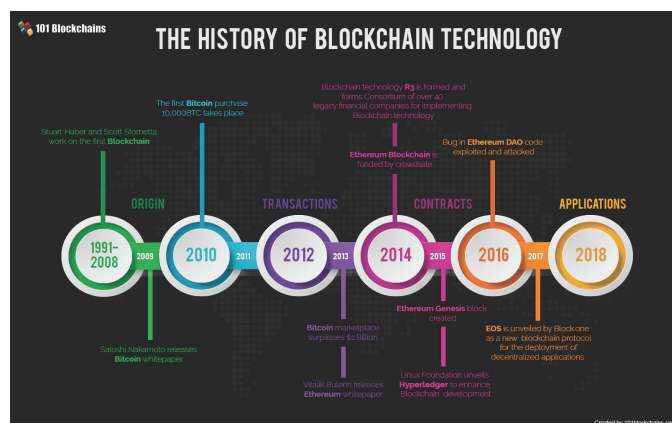 101 Blockchains
THE HISTORY OF BLOCKCHAIN TECHNOLOGY
Stuart Haber and Scott Stornetta
work on the first Blockchain
The first Bitcoin purchase
10,000BTC takes place
Blockchain technology R3 is formed and
forms Consortium of over 40
legacy financial companies for implementing
Blockchain technology
Ethereum Blockchain is
funded by crowdsale
Bug in Ethereum DAO code
exploited and attacked
ORIGIN
TRANSACTIONS
CONTRACTS
APPLICATIONS
1991-
2008
2009
2010
2011
2012
2013
2014
2015
2016
2017
2018
Satoshi Nakamoto releases
Bitcoin whitepaper
Bitcoin marketplace
surpasses $1 Billion
Vitalik Buterin releases
Ethereum whitepaper
Ethereum Genesis block
created
Linux Foundation unveils
Hyperledger to enhance
Blockchain development
EOS is unveiled by Block.one
as a new blockchain protocol
for the deployment of
decentralized applications
Created by 101blockchains.co